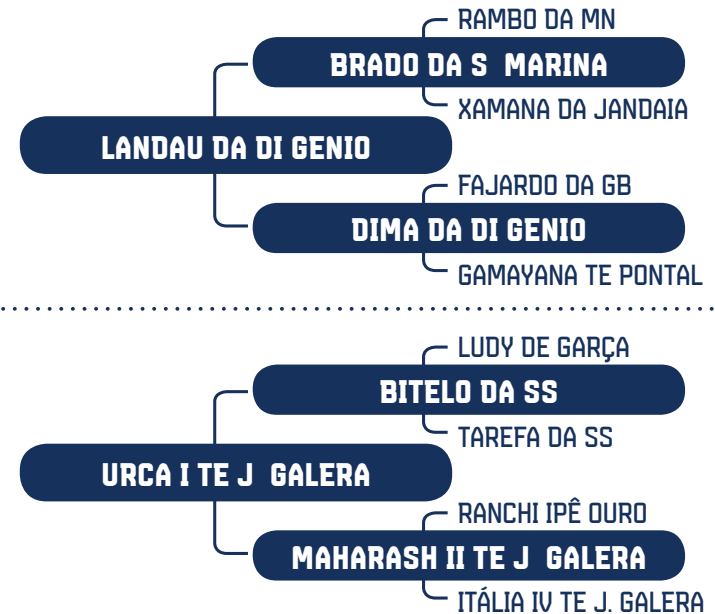 RAMBO DA MN
BRADO DA S MARINA
XAMANA DA JANDAIA
LANDAU DA DI GENIO
FAJARDO DA GB
DIMA DA DI GENIO
GAMAYANA TE PONTAL
LUDY DE GARÇA
BITELO DA SS
TAREFA DA SS
URCA I TE J GALERA
RANCHI IPÊ OURO
MAHARASH II TE J GALERA
ITÁLIA IV TE J. GALERA